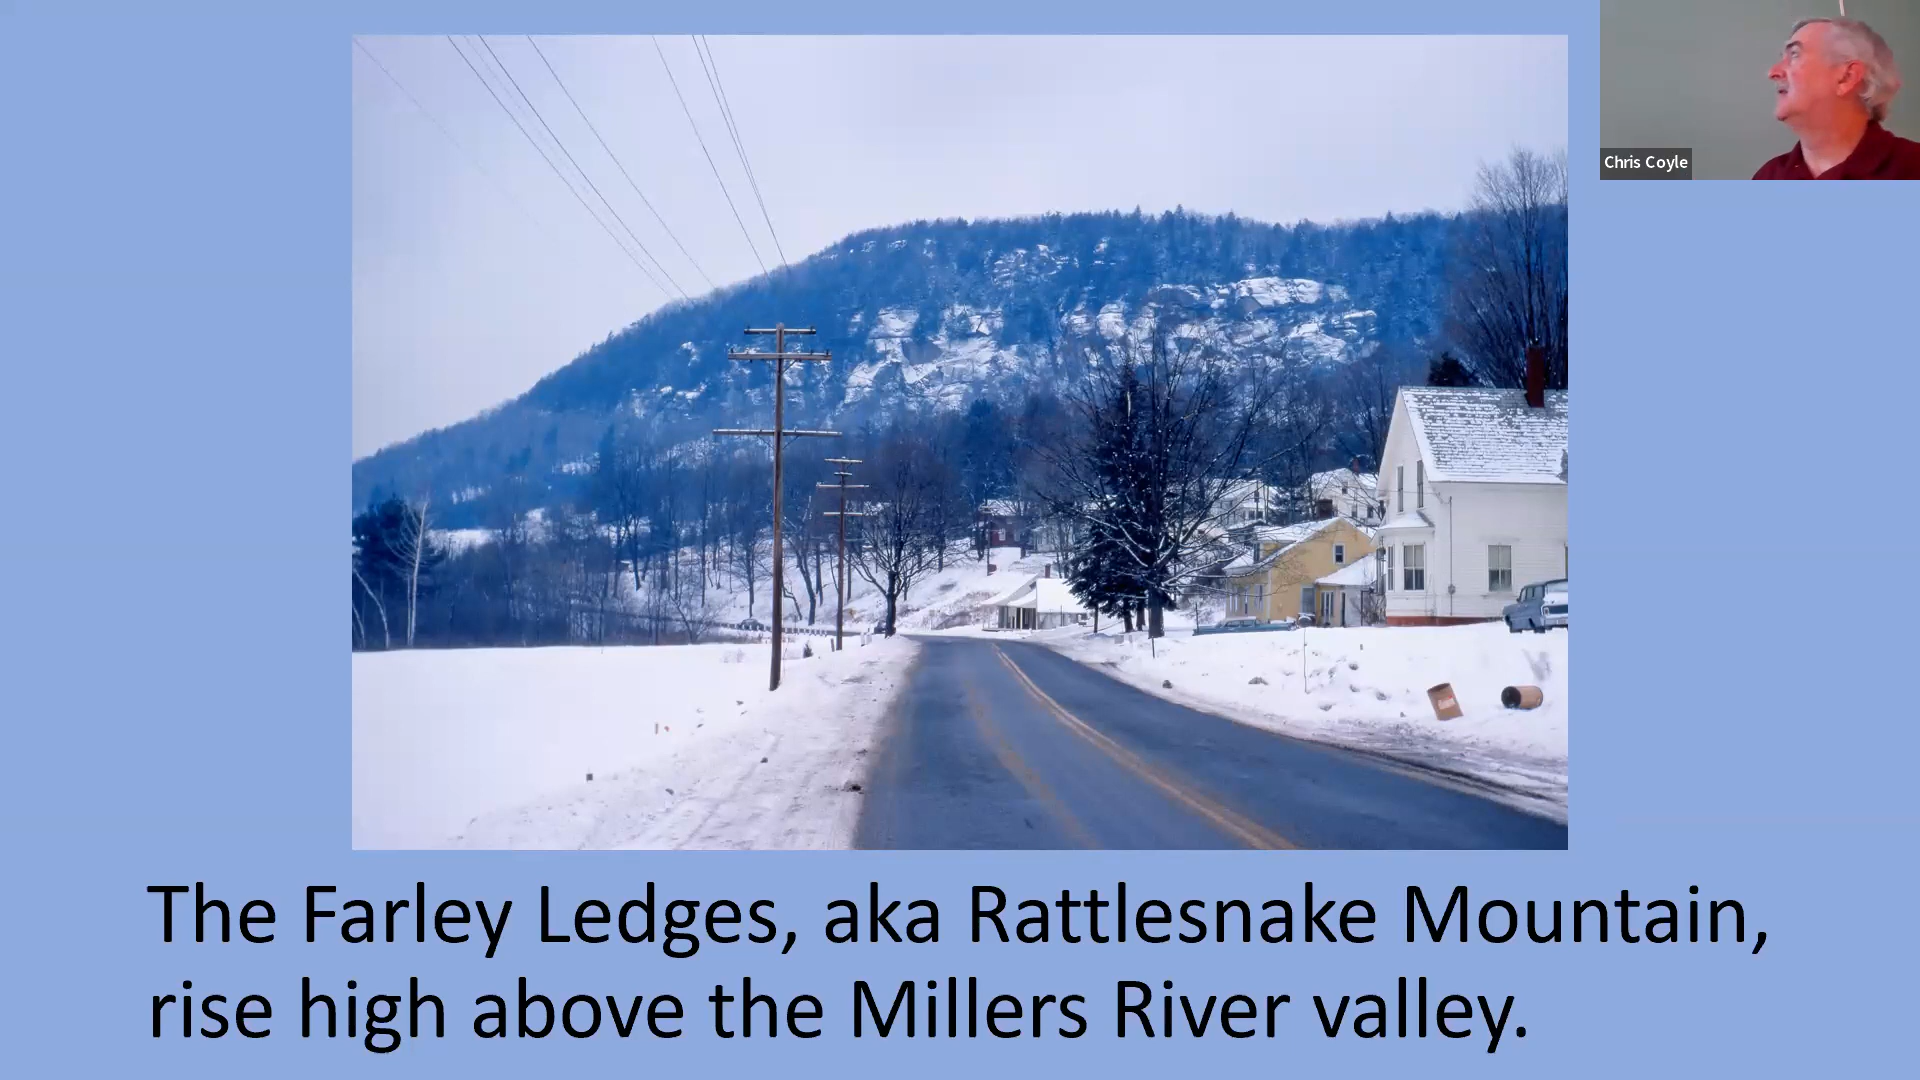 Chris Coyle
The Farley Ledges, aka Rattlesnake Mountain,
rise high above the Millers River valley.